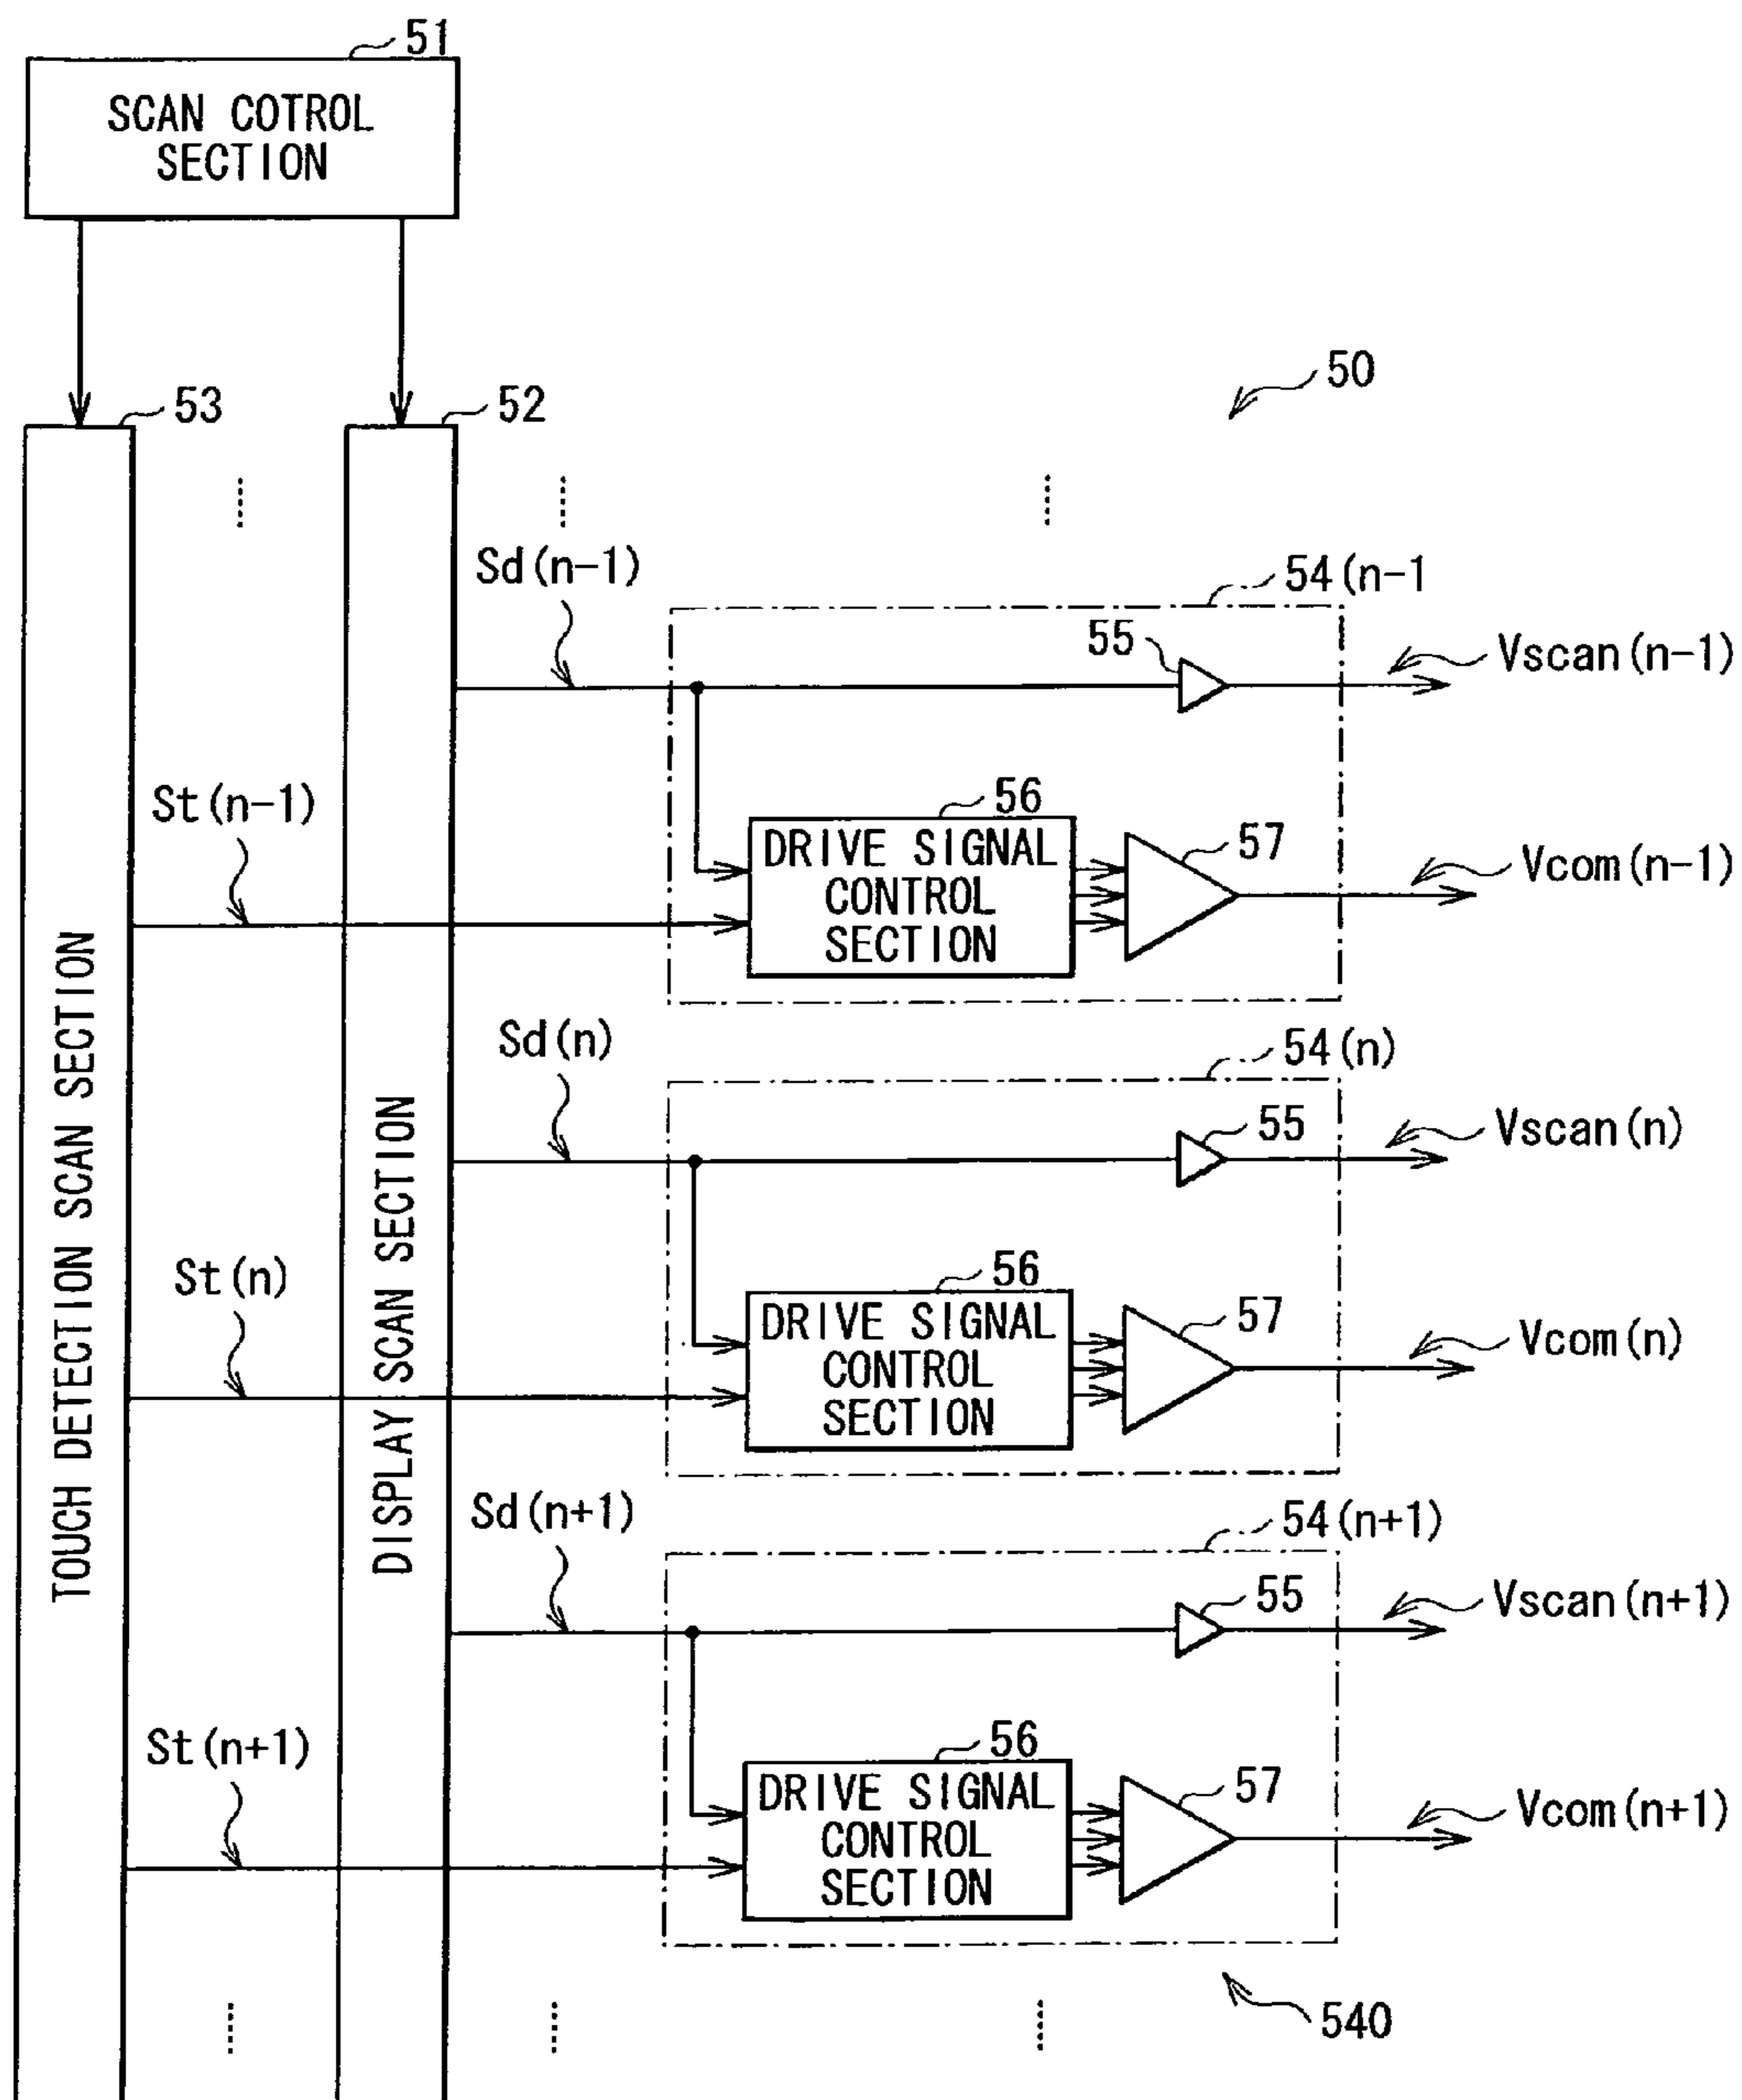 51
SCAN COTROL
SECTION
50
53
52
Sd(n-1)
54(n-1
55
Vscan(n-1)
St(n-1)
56
DRIVE SIGNAL
CONTROL
SECTION
57
Vcom(n-1)
TOUCH DETECTION SCAN SECTION
DISPLAY SCAN SECTION
Sd(n)
54(n)
55
Vscan(n)
St(n)
56
DRIVE SIGNAL
CONTROL
SECTION
57
Vcom(n)
Sd(n+1)
54(n+1)
55
Vscan(n+1)
St(n+1)
56
DRIVE SIGNAL
CONTROL
SECTION
57
Vcom(n+1)
540